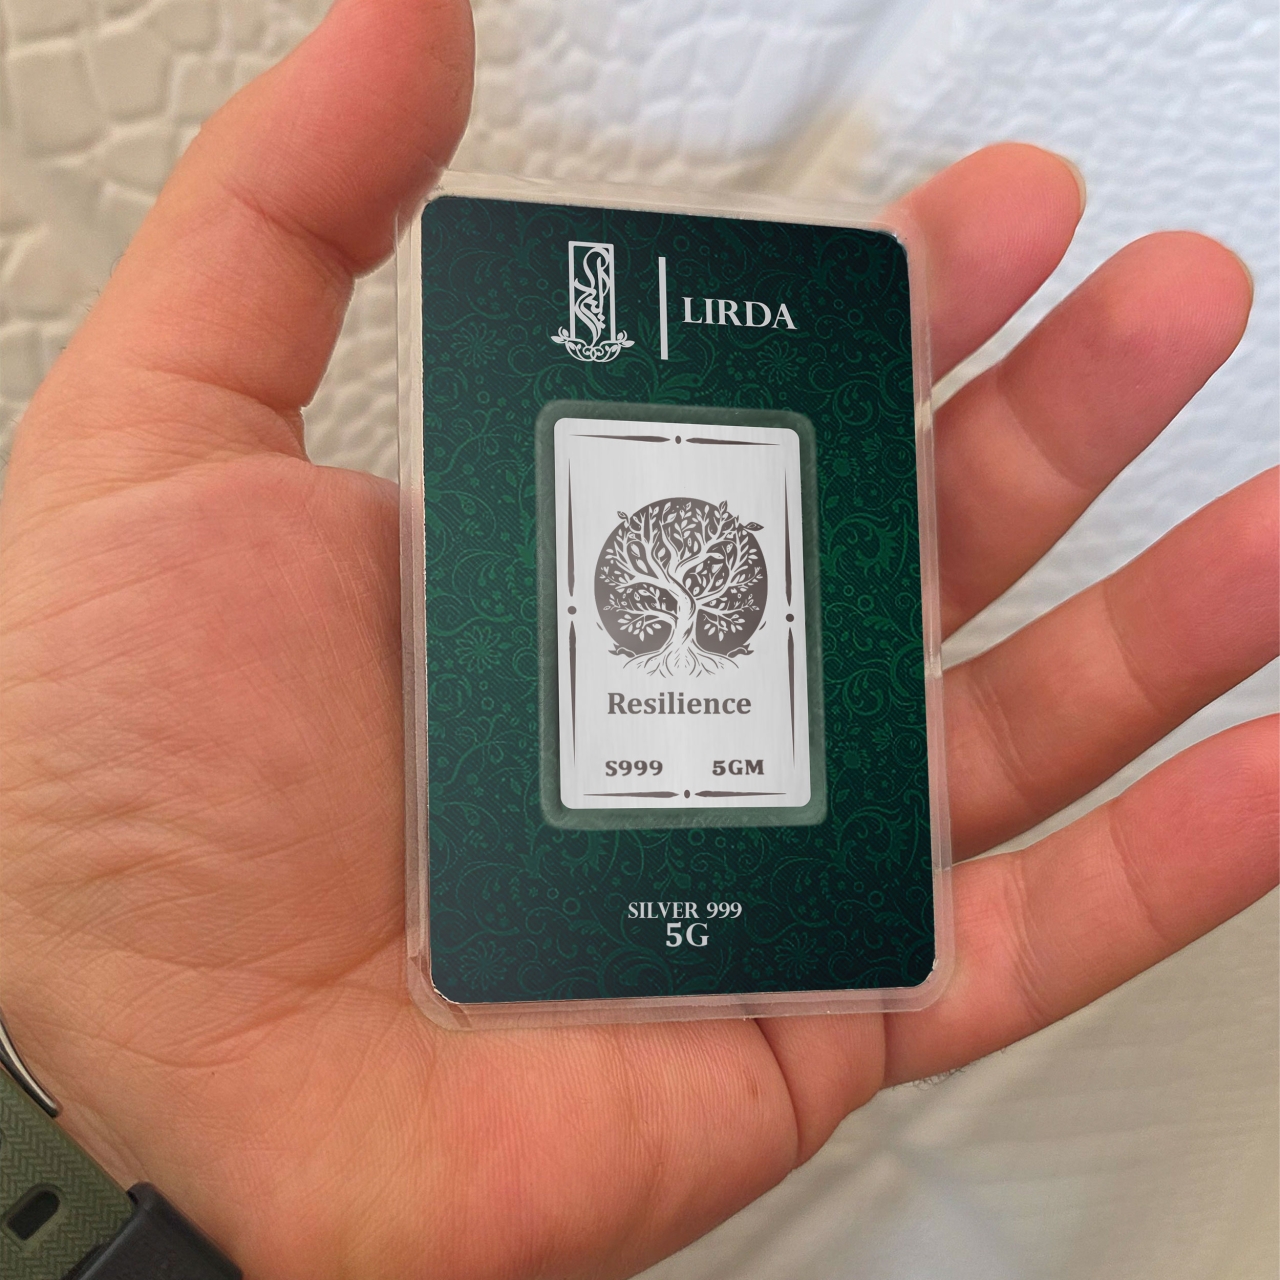 LIRDA
Resilience
S999 5GM
SILVER 999
5G